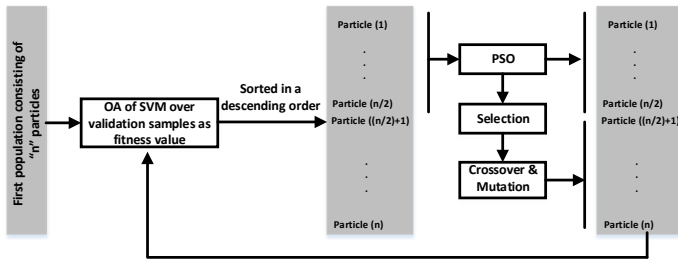 First population consisting of
"n" particles
OA of SVM over
validation samples as
fitness value
Sorted in a
descending order
Particle (1)
.
.
.
Particle (n/2)
Particle ((n/2)+1)
.
.
.
Particle (n)
PSO
Selection
Crossover &
Mutation
Particle (1)
.
.
.
Particle (n/2)
Particle ((n/2)+1)
.
.
.
Particle (n)